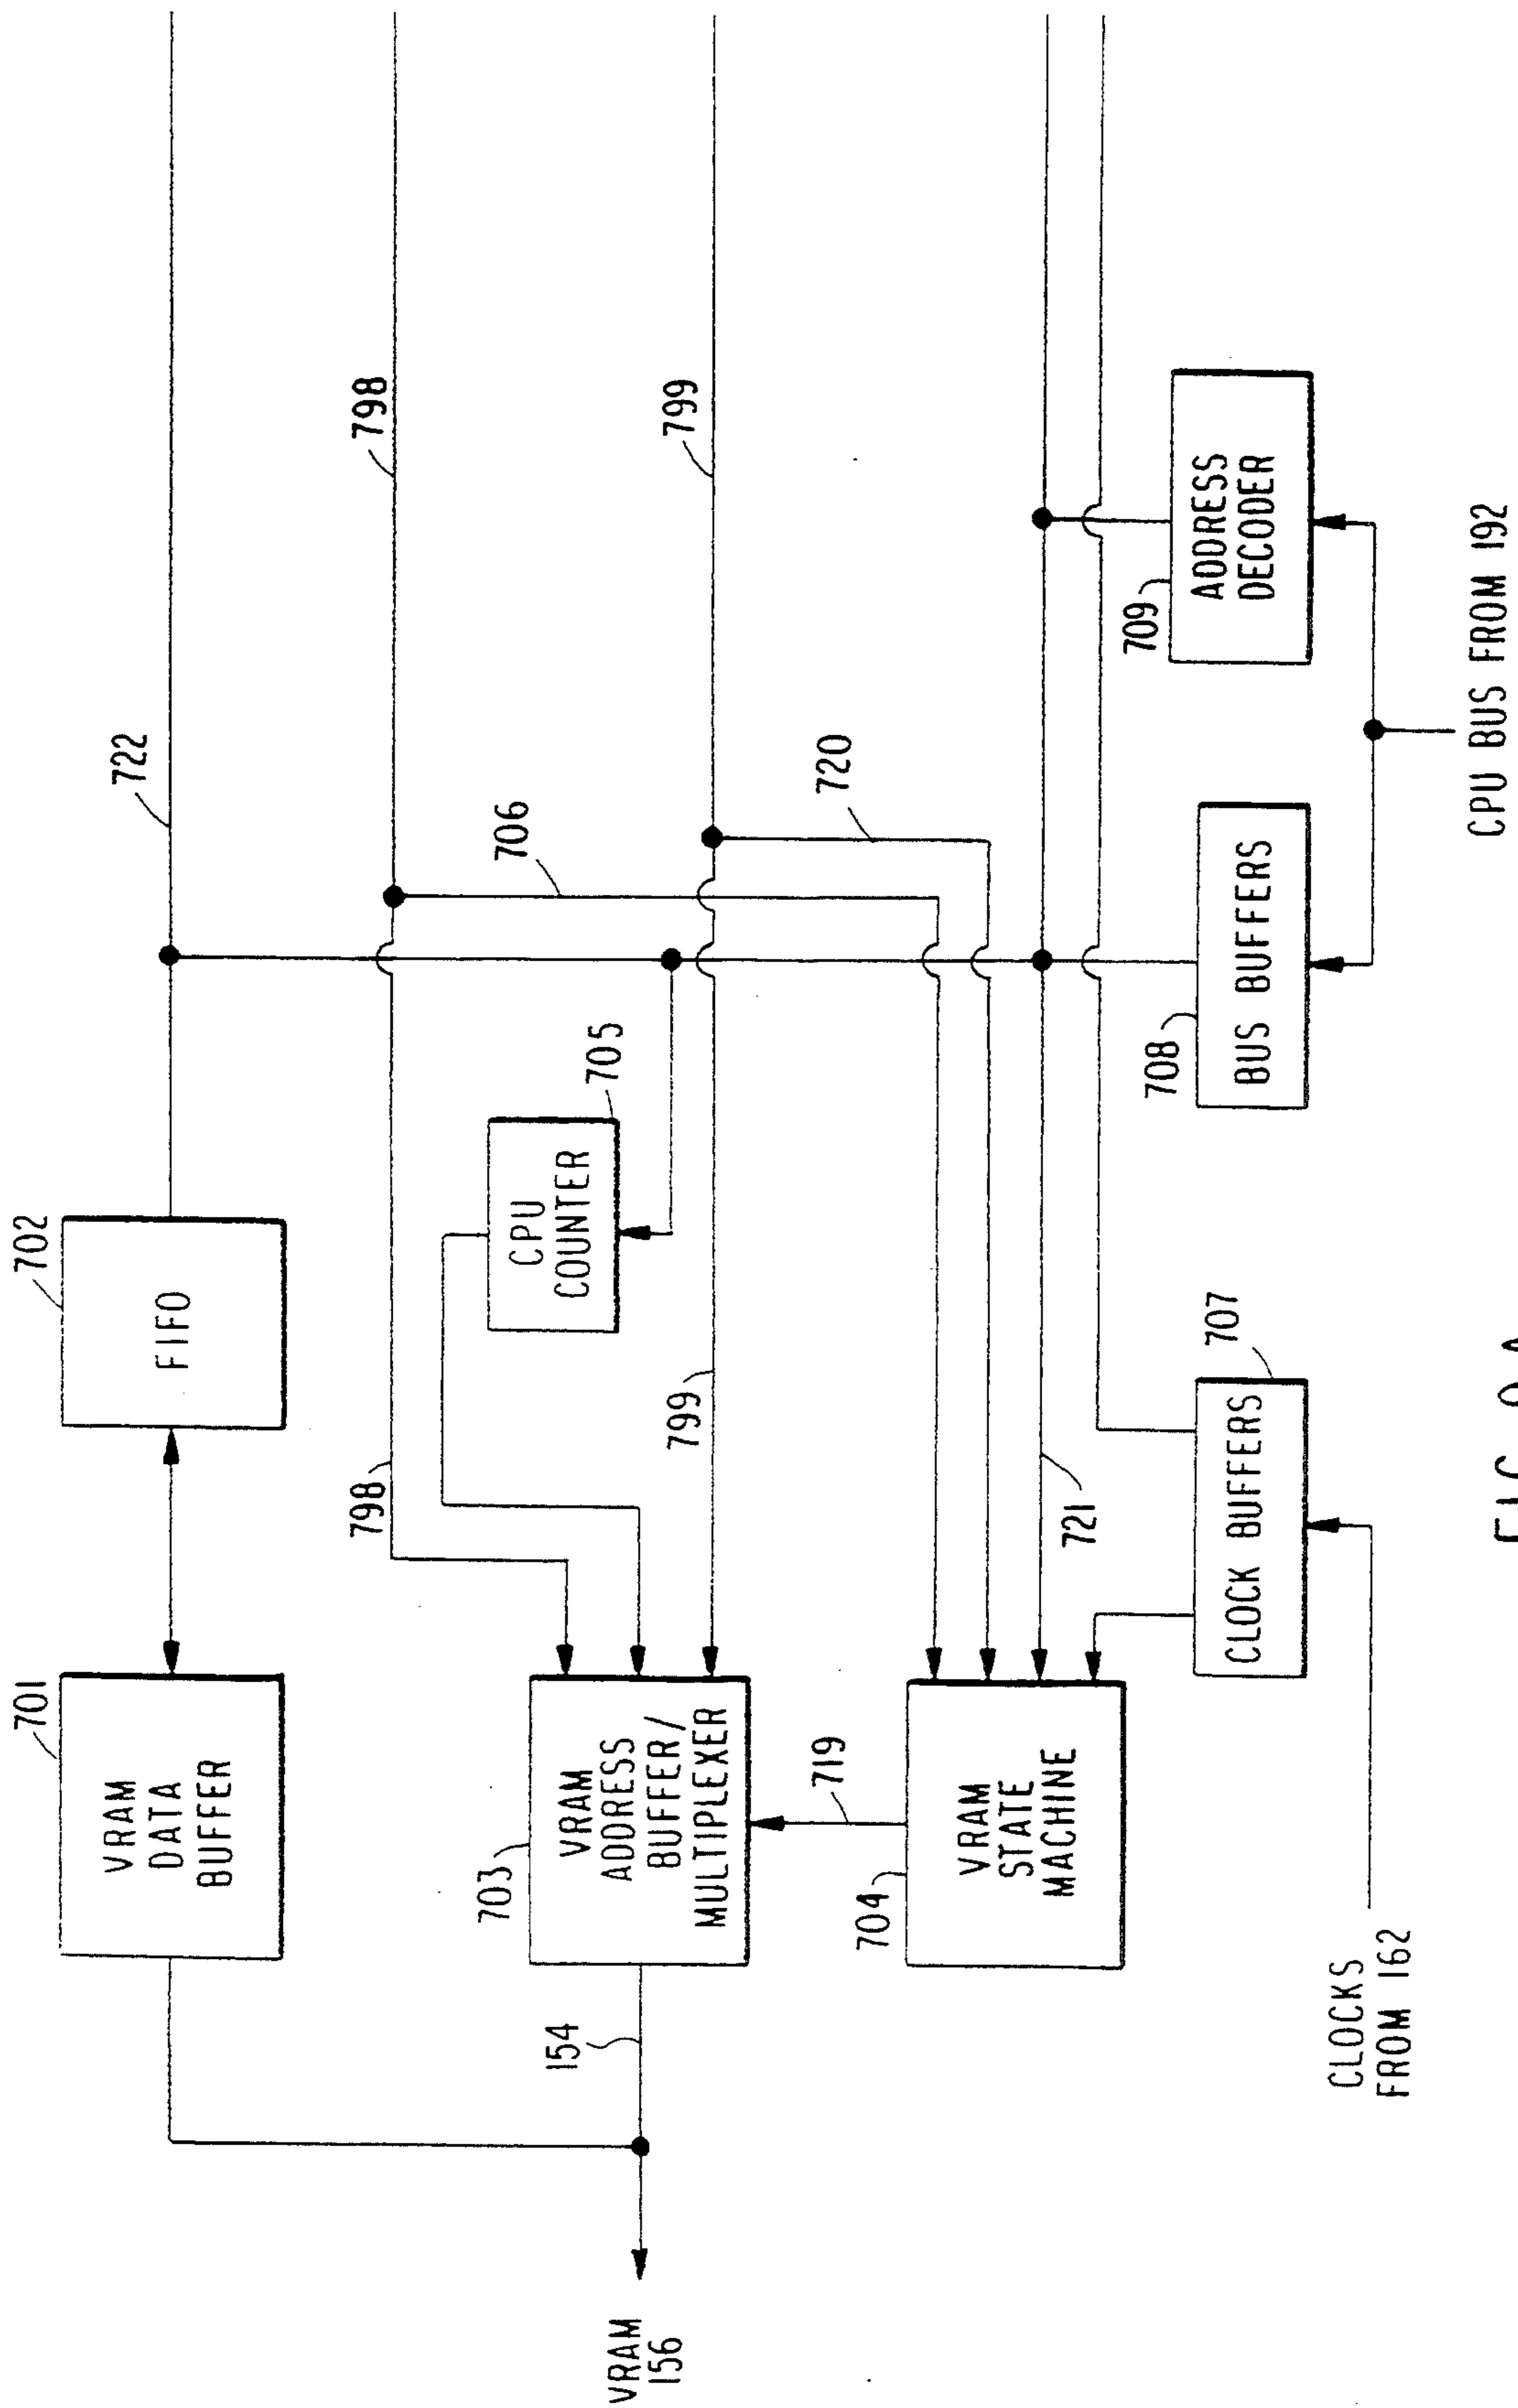 701
VRAM
DATA
BUFFER
702
FIFO
722
798
798
706
799
799
705
CPU
COUNTER
720
VRAM
156
154
703
VRAM
ADDRESS
BUFFER/
MULTIPLEXER
719
704
VRAM
STATE
MACHINE
721
707
CLOCK BUFFERS
708
BUS BUFFERS
709
ADDRESS
DECODER
CLOCKS
FROM 162
CPU BUS FROM 192